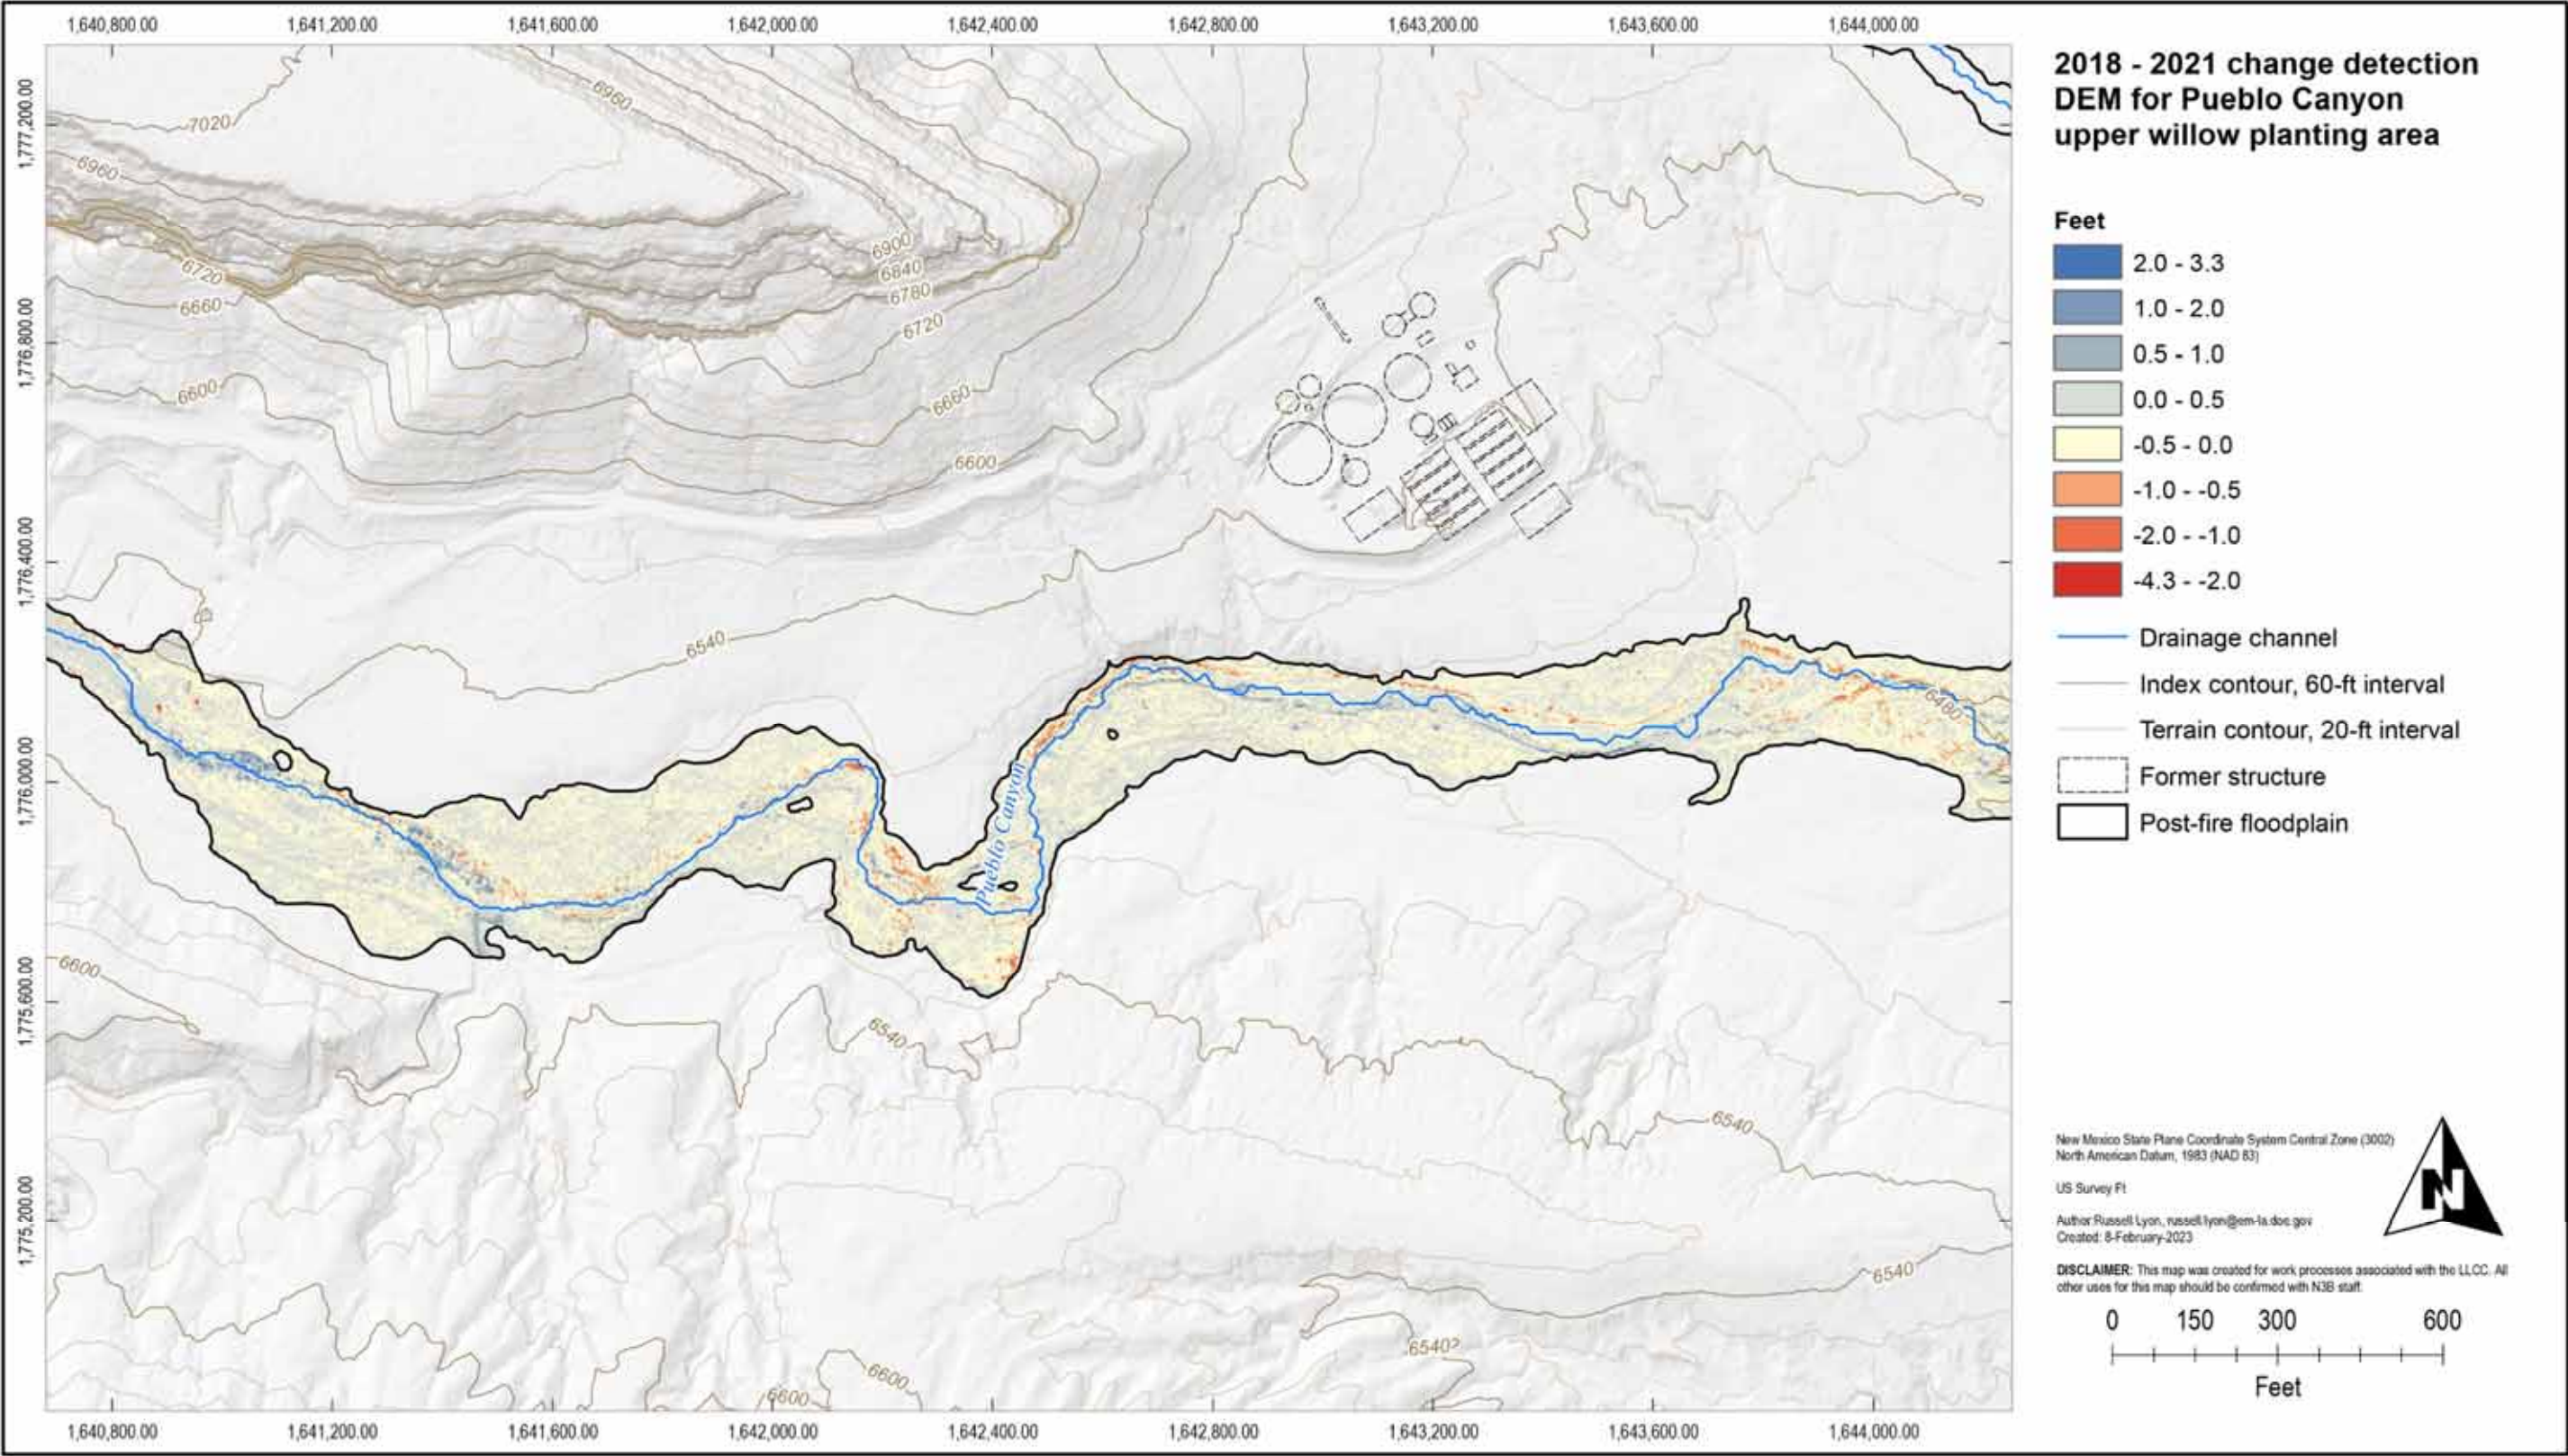 1,640,800.00 1,641,200.00 1,641,600.00 1,642,000.00 1,642,400.00 1,642,800.00 1,643,200.00 1,643,600.00 1,644,000.00
1,777,200.00
1,776,800.00
1,776,400.00
1,776,000.00
1,775,600.00
1,775,200.00
6960
7020
6960
6900
6840
6780
6720
6720
6660
6660
6600
6600
6540
6480
Pueblo Canyon
6600
6540
6540
6540
6540
6600
6600
1,640,800.00 1,641,200.00 1,641,600.00 1,642,000.00 1,642,400.00 1,642,800.00 1,643,200.00 1,643,600.00 1,644,000.00
2018 - 2021 change detection
DEM for Pueblo Canyon
upper willow planting area
Feet
2.0 - 3.3
1.0 - 2.0
0.5 - 1.0
0.0 - 0.5
-0.5 - 0.0
-1.0 - -0.5
-2.0 - -1.0
-4.3 - -2.0
Drainage channel
Index contour, 60-ft interval
Terrain contour, 20-ft interval
Former structure
Post-fire floodplain
New Mexico State Plane Coordinate System Central Zone (3002)
North American Datum, 1983 (NAD 83)
US Survey Ft
Author: Russell Lyon, russell.lyon@em-la.doe.gov
Created: 8-February-2023
N
DISCLAIMER: This map was created for work processes associated with the LLCC. All
other uses for this map should be confirmed with N3B staff.
0 150 300 600
Feet